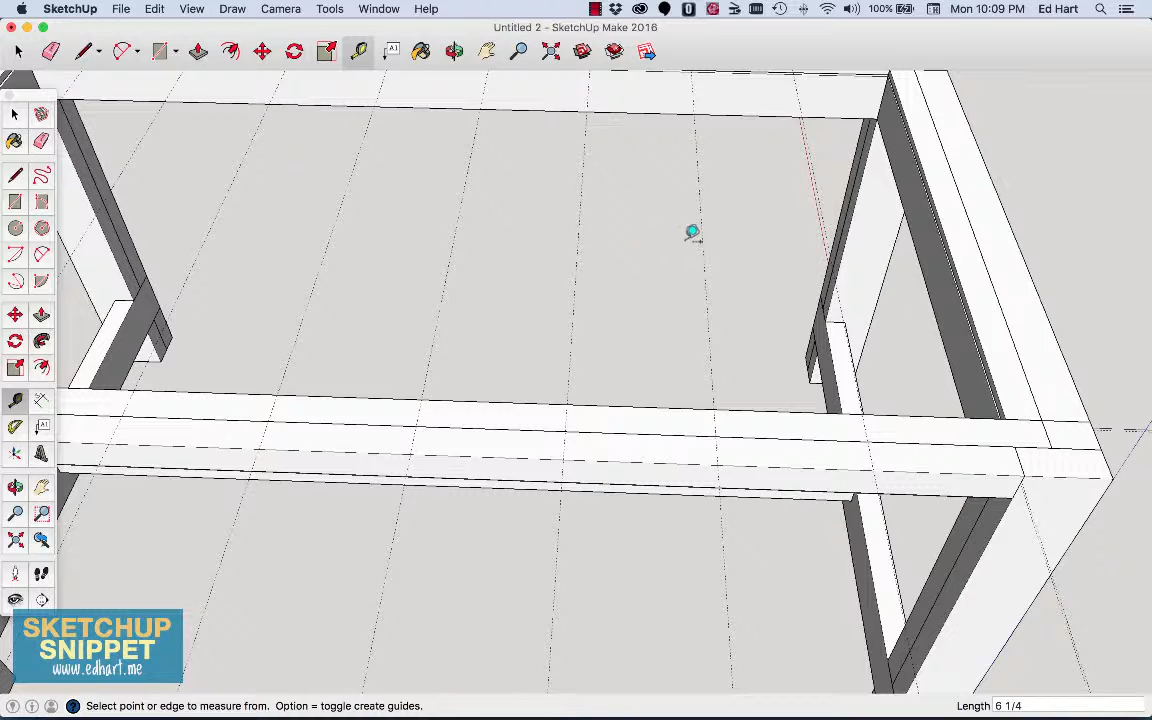 SketchUp File Edit View Draw Camera Tools Window Help 100% Mon 10:09 PM Ed Hart
Untitled 2 - SketchUp Make 2016
A1
A1
SKETCHUP
SNIPPET
www.edhart.me
Select point or edge to measure from. Option = toggle create guides. Length 6 1/4